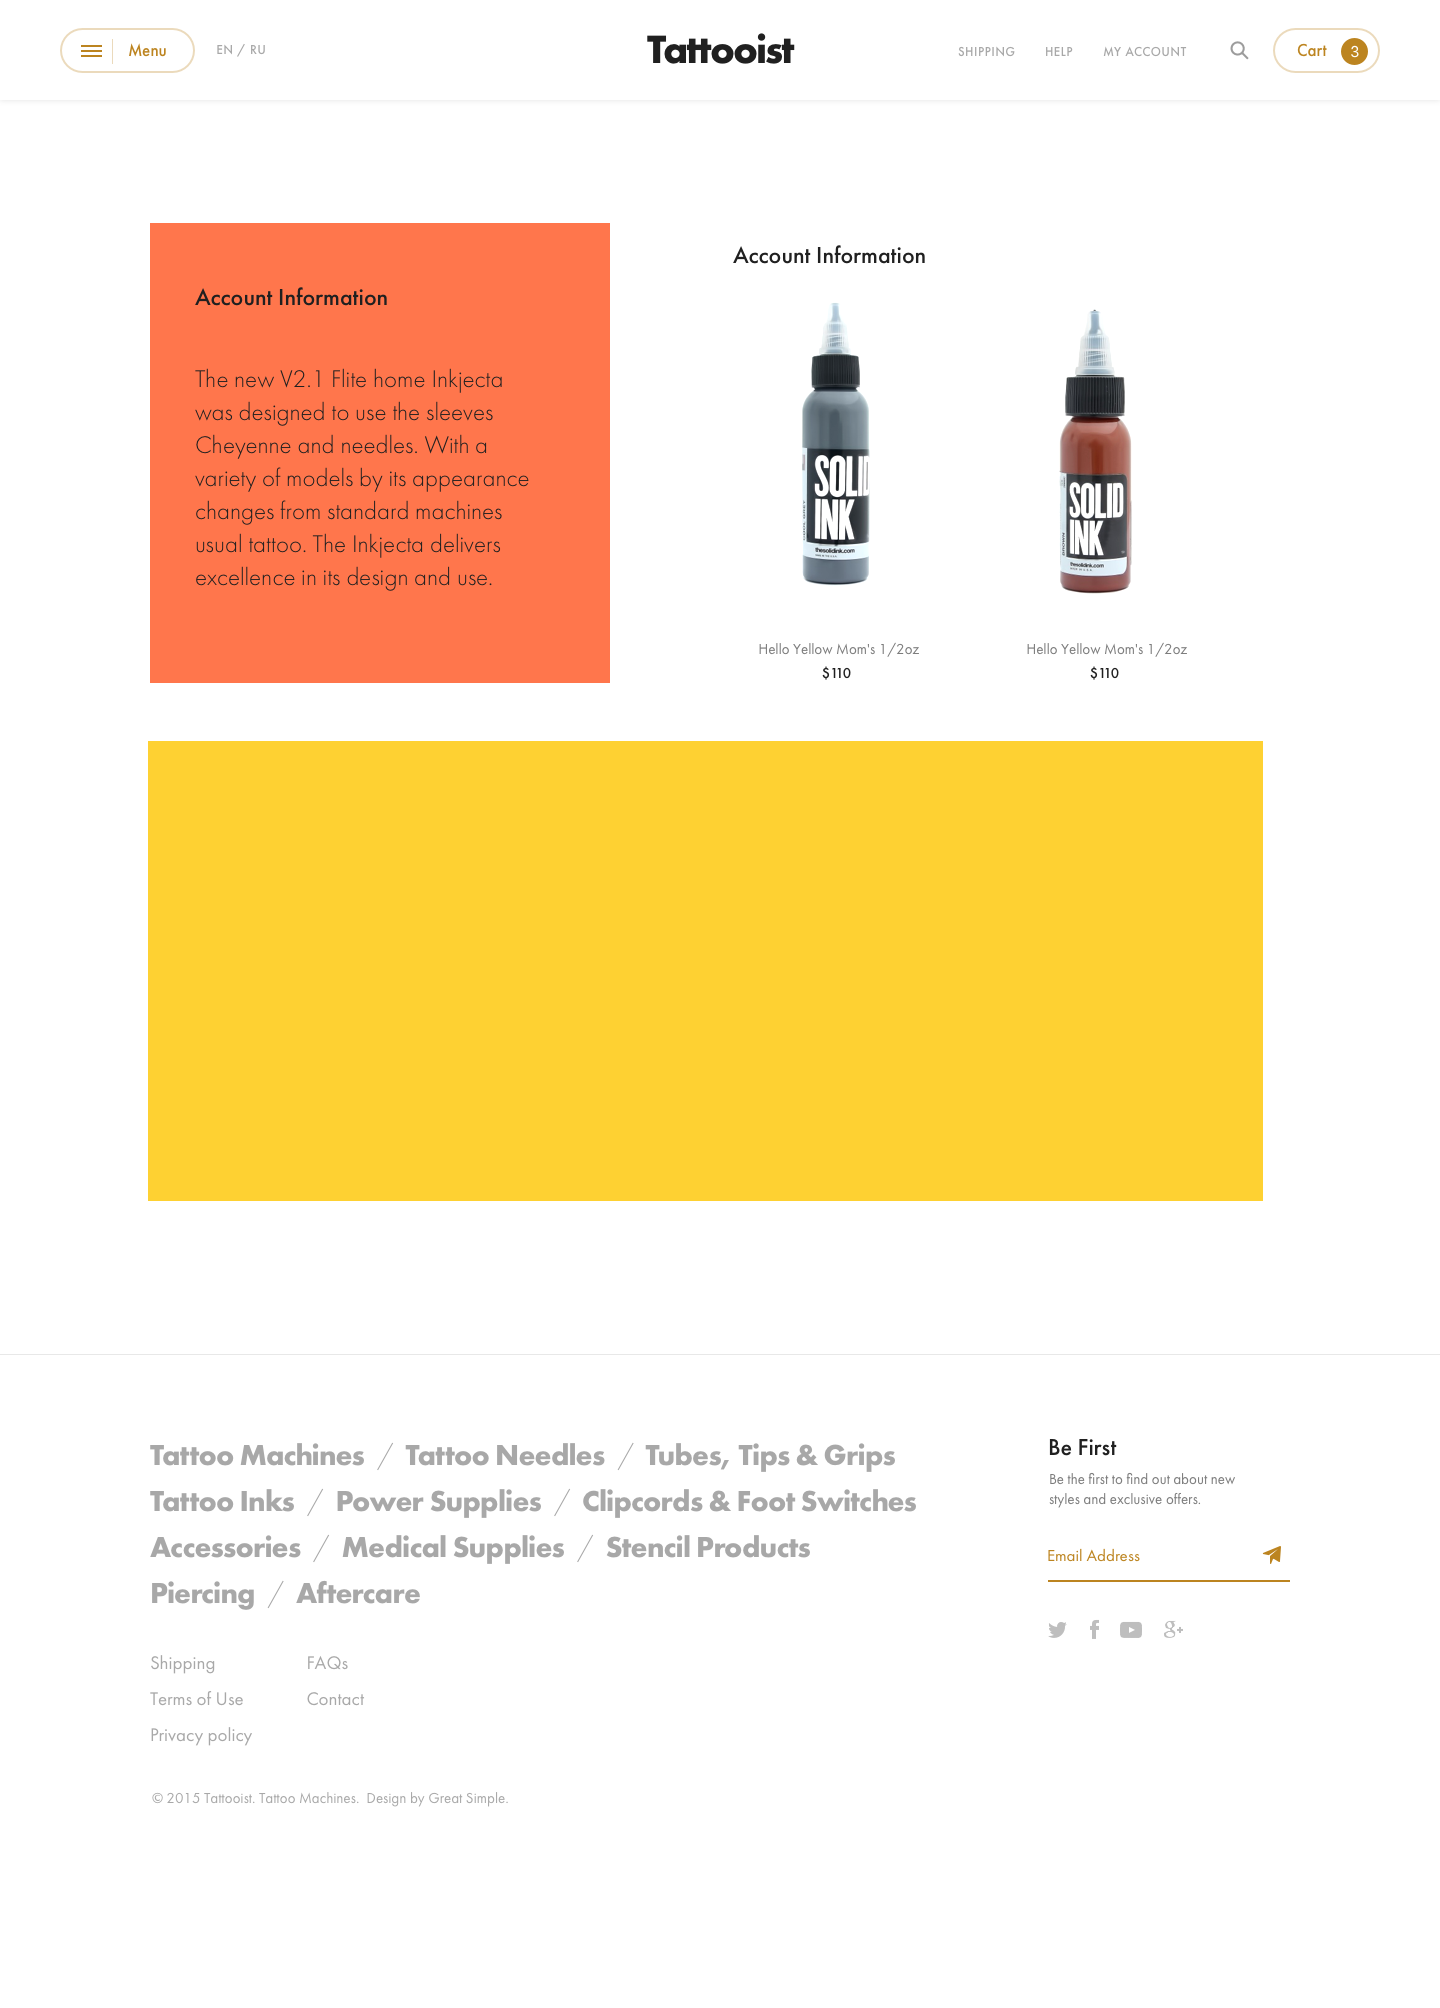 Menu
EN / RU
Tattooist
SHIPPING HELP MY ACCOUNT
Cart 3
Account Information
The new V2.1 Flite home Inkjecta
was designed to use the sleeves
Cheyenne and needles. With a
variety of models by its appearance
changes from standard machines
usual tattoo. The Inkjecta delivers
excellence in its design and use.
Account Information
SOLID
INK
thesolidink.com
SOLID
INK
thesolidink.com
BROWN
Hello Yellow Mom's 1/2oz
$110
Hello Yellow Mom's 1/2oz
$110
Tattoo Machines / Tattoo Needles / Tubes, Tips & Grips
Tattoo Inks / Power Supplies / Clipcords & Foot Switches
Accessories / Medical Supplies / Stencil Products
Piercing / Aftercare
Shipping
Terms of Use
Privacy policy
FAQs
Contact
© 2015 Tattooist. Tattoo Machines. Design by Great Simple.
Be First
Be the first to find out about new
styles and exclusive offers.
Email Address